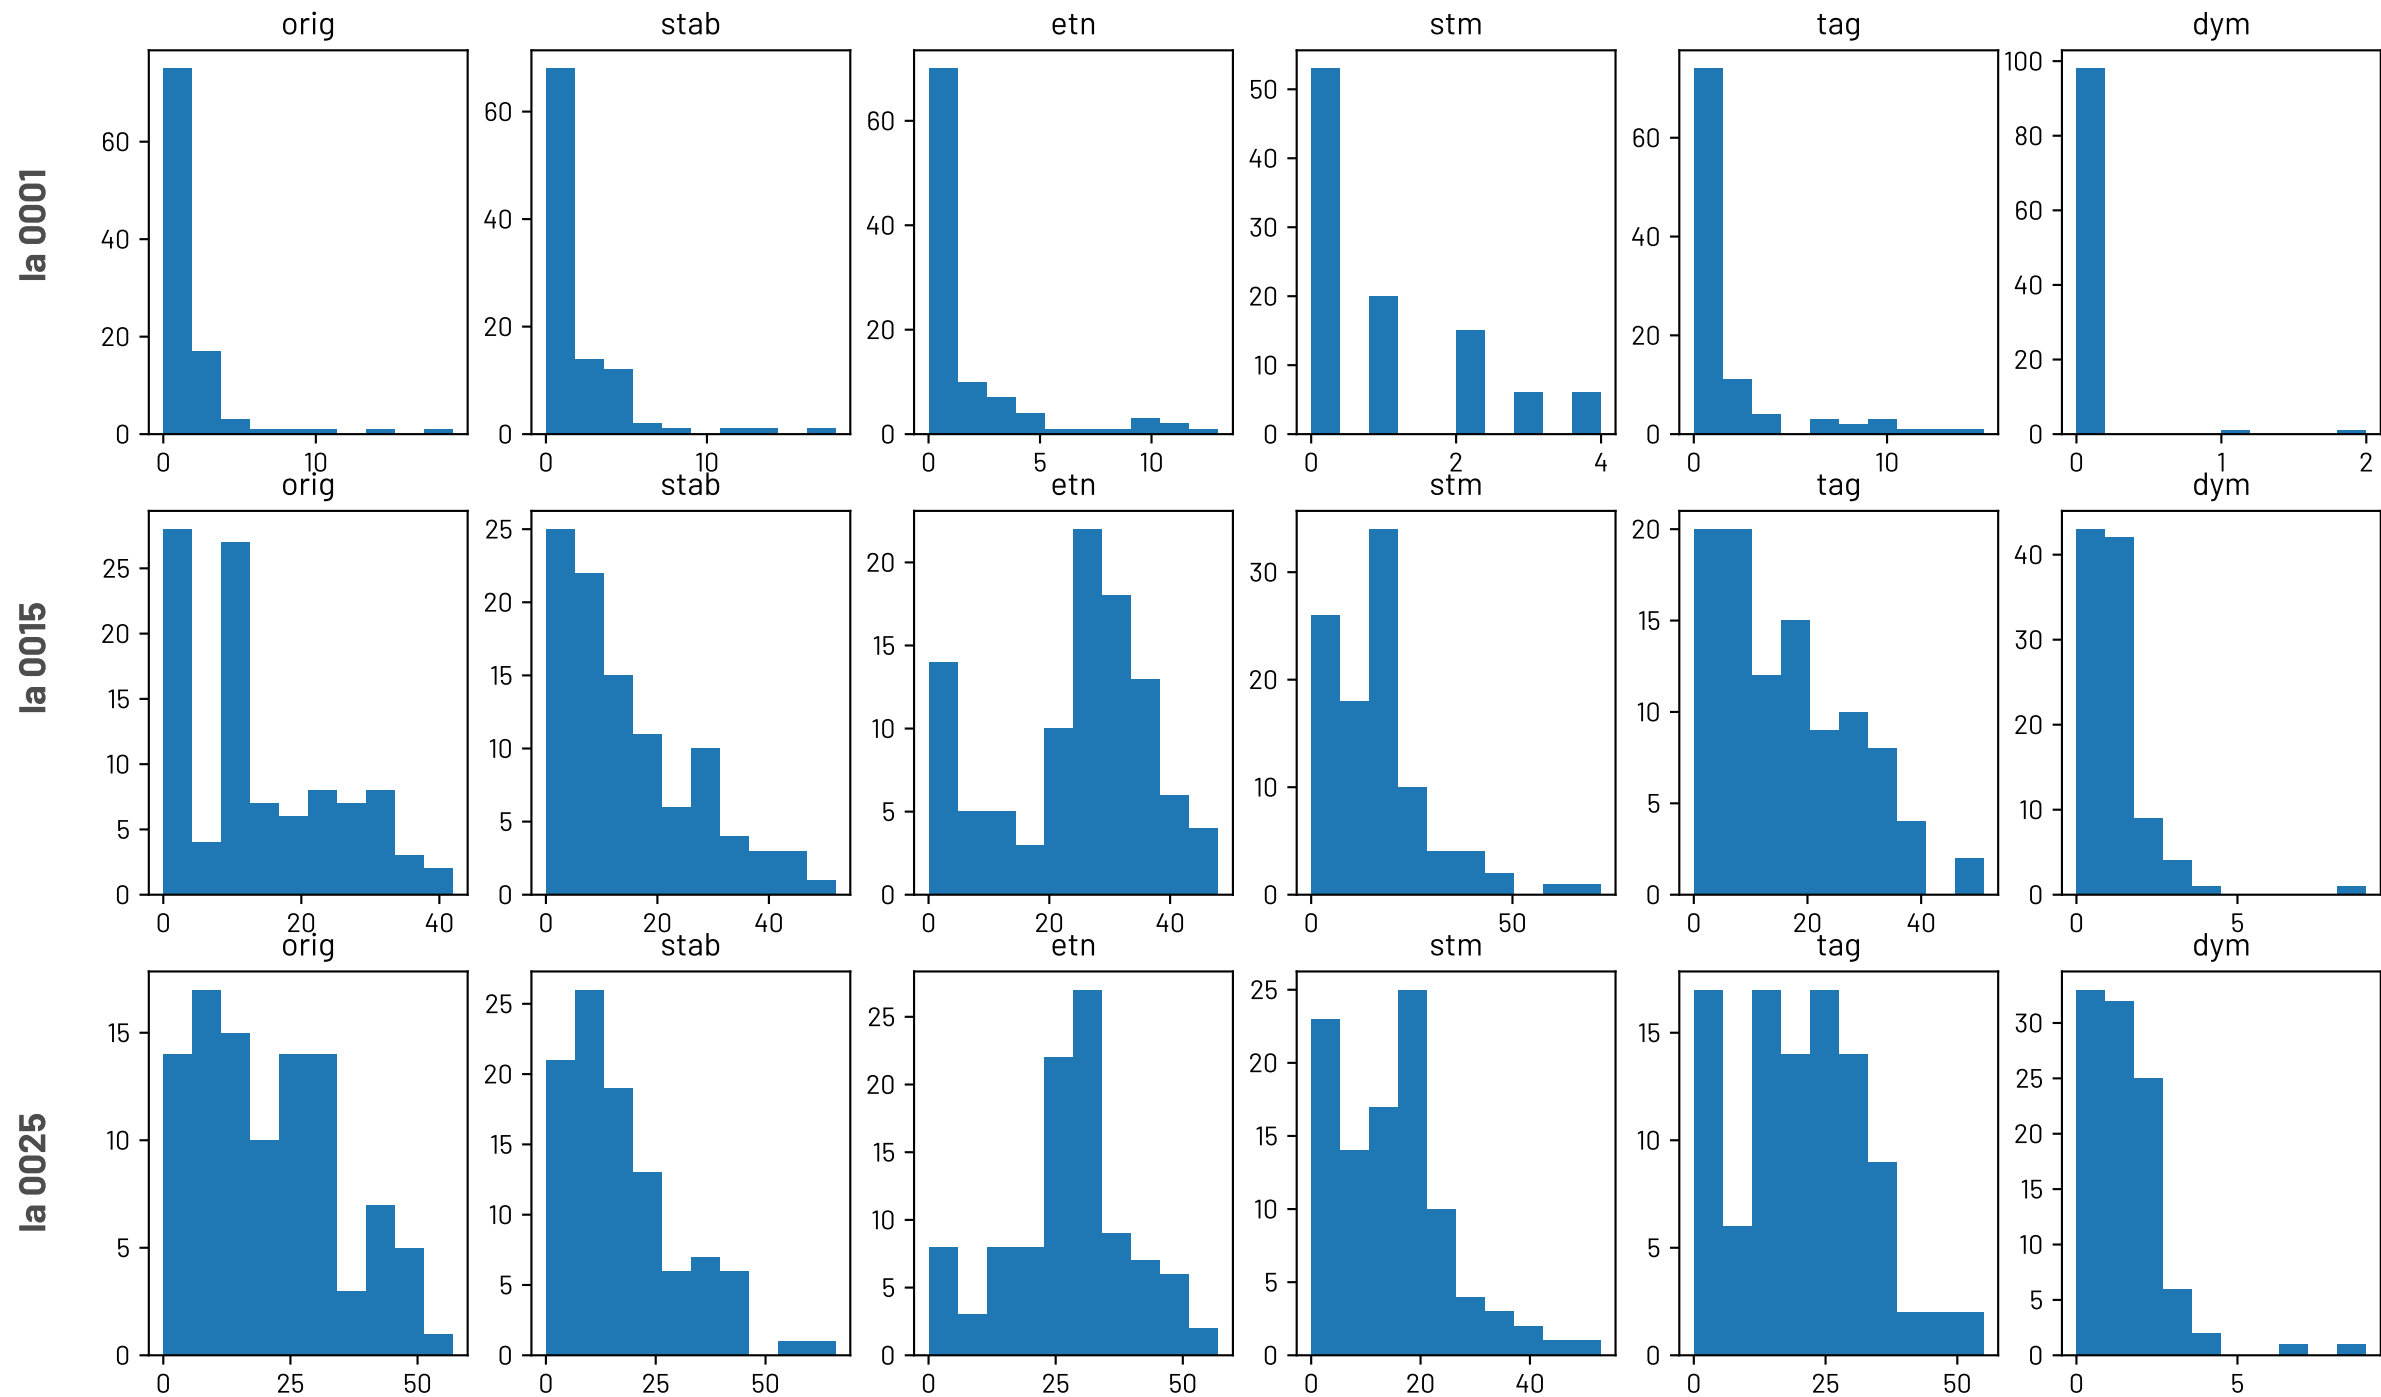 orig stab etn stm tag dym
la 0001
60 40 20 0
60 40 20 0
60 40 20 0
50 40 30 20 10 0
60 40 20 0
100 80 60 40 20 0
0 10 0 10 0 5 10 0 2 4 0 10 0 1 2
orig stab etn stm tag dym
la 0015
25 20 15 10 5 0
25 20 15 10 5 0
20 15 10 5 0
30 20 10 0
20 15 10 5 0
40 30 20 10 0
0 20 40 0 20 40 0 20 40 0 50 0 20 40 0 5
orig stab etn stm tag dym
la 0025
15 10 5 0
25 20 15 10 5 0
25 20 15 10 5 0
25 20 15 10 5 0
15 10 5 0
30 25 20 15 10 5 0
0 25 50 0 25 50 0 25 50 0 20 40 0 25 50 0 5